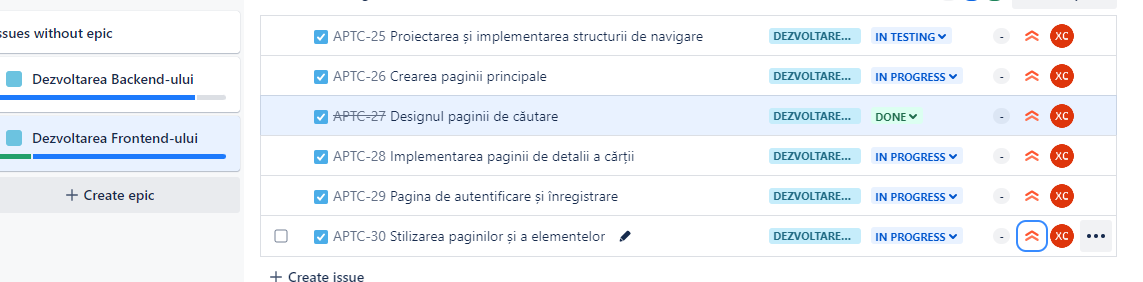 ssues without epic
Dezvoltarea Backend-ului
Dezvoltarea Frontend-ului
+ Create epic
APTC-25 Proiectarea și implementarea structurii de navigare DEZVOLTARE... IN TESTING - XC
APTC-26 Crearea paginii principale DEZVOLTARE... IN PROGRESS - XC
APTC-27 Designul paginii de căutare DEZVOLTARE... DONE - XC
APTC-28 Implementarea paginii de detalii a cărții DEZVOLTARE... IN PROGRESS - XC
APTC-29 Pagina de autentificare și înregistrare DEZVOLTARE... IN PROGRESS - XC
APTC-30 Stilizarea paginilor și a elementelor DEZVOLTARE... IN PROGRESS - XC
+ Create issue